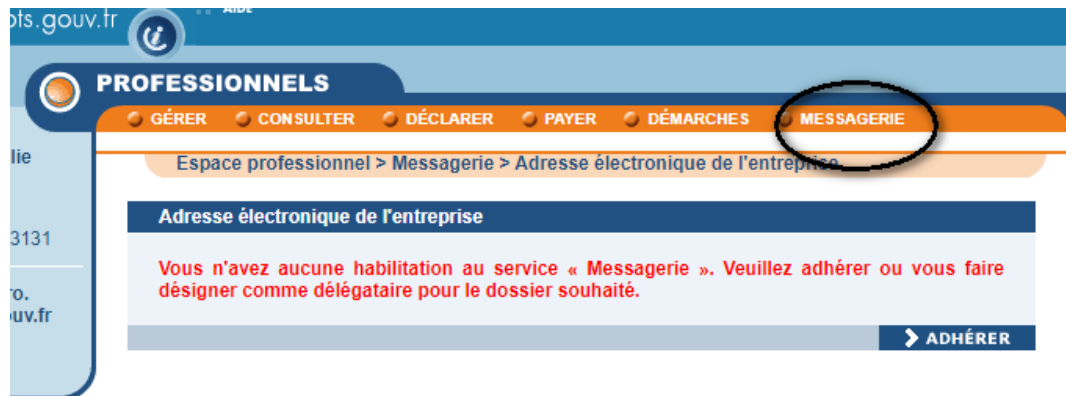 ots.gouv.fr
AIDE
PROFESSIONNELS
GÉRER CONSULTER DÉCLARER PAYER DÉMARCHES MESSAGERIE
lie
Espace professionnel > Messagerie > Adresse électronique de l'entreprise
Adresse électronique de l'entreprise
3131
Vous n'avez aucune habilitation au service « Messagerie ». Veuillez adhérer ou vous faire
désigner comme délégataire pour le dossier souhaité.
ro.
ouv.fr
ADHÉRER